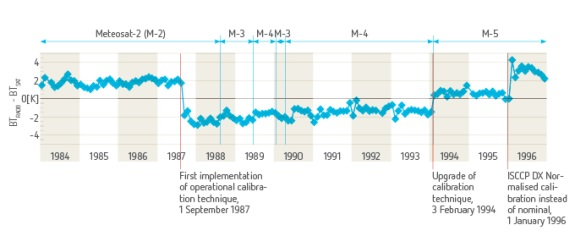 Meteosat-2 (M-2) M-3 M-4 M-3 M-4 M-5
4
2
0[K]
-2
-4
1984 1985 1986 1987 1988 1989 1990 1991 1992 1993 1994 1995 1996
First implementation
of operational calibra-
tion technique,
1 September 1987
Upgrade of
calibration
technique,
3 February 1994
ISCCP DX Nor-
malised cali-
bration instead
of nominal,
1 January 1996